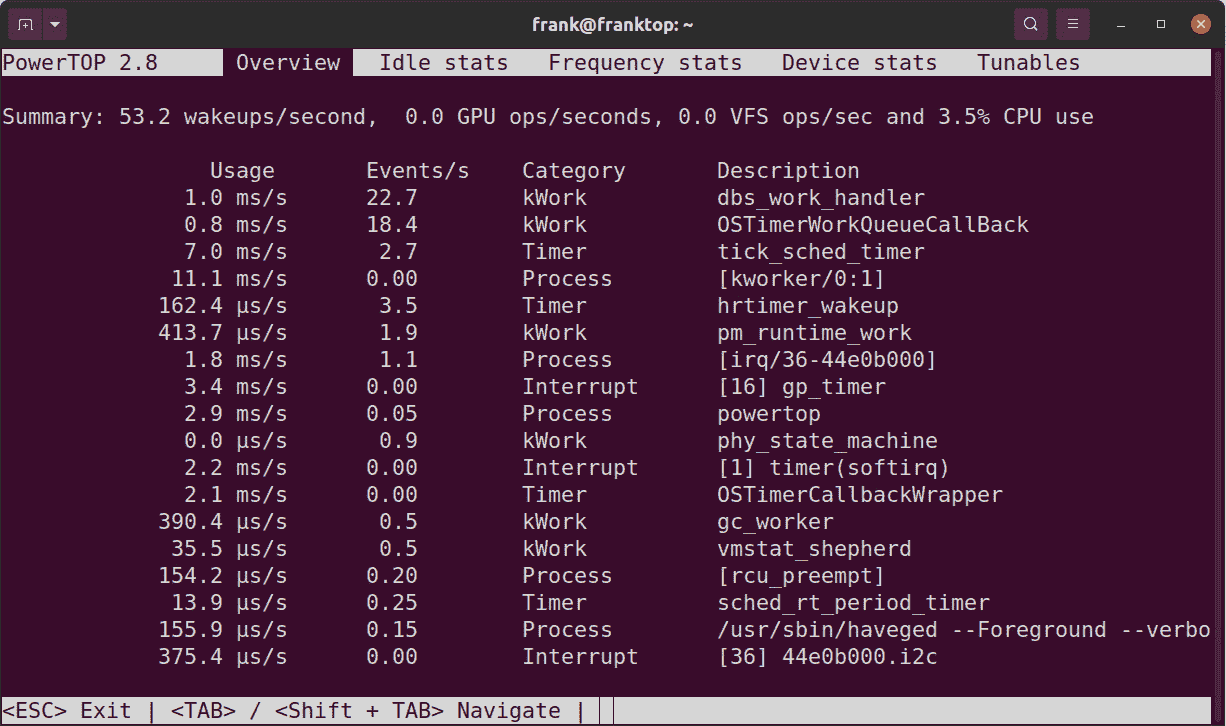 frank@franktop: ~
PowerTOP 2.8 Overview Idle stats Frequency stats Device stats Tunables
Summary: 53.2 wakeups/second, 0.0 GPU ops/seconds, 0.0 VFS ops/sec and 3.5% CPU use
Usage Events/s Category Description
1.0 ms/s 22.7 kWork dbs_work_handler
0.8 ms/s 18.4 kWork OSTimerWorkQueueCallBack
7.0 ms/s 2.7 Timer tick_sched_timer
11.1 ms/s 0.00 Process [kworker/0:1]
162.4 µs/s 3.5 Timer hrtimer_wakeup
413.7 µs/s 1.9 kWork pm_runtime_work
1.8 ms/s 1.1 Process [irq/36-44e0b000]
3.4 ms/s 0.00 Interrupt [16] gp_timer
2.9 ms/s 0.05 Process powertop
0.0 µs/s 0.9 kWork phy_state_machine
2.2 ms/s 0.00 Interrupt [1] timer(softirq)
2.1 ms/s 0.00 Timer OSTimerCallbackWrapper
390.4 µs/s 0.5 kWork gc_worker
35.5 µs/s 0.5 kWork vmstat_shepherd
154.2 µs/s 0.20 Process [rcu_preempt]
13.9 µs/s 0.25 Timer sched_rt_period_timer
155.9 µs/s 0.15 Process /usr/sbin/haveged --Foreground --verbo
375.4 µs/s 0.00 Interrupt [36] 44e0b000.i2c
<ESC> Exit | <TAB> / <Shift + TAB> Navigate |